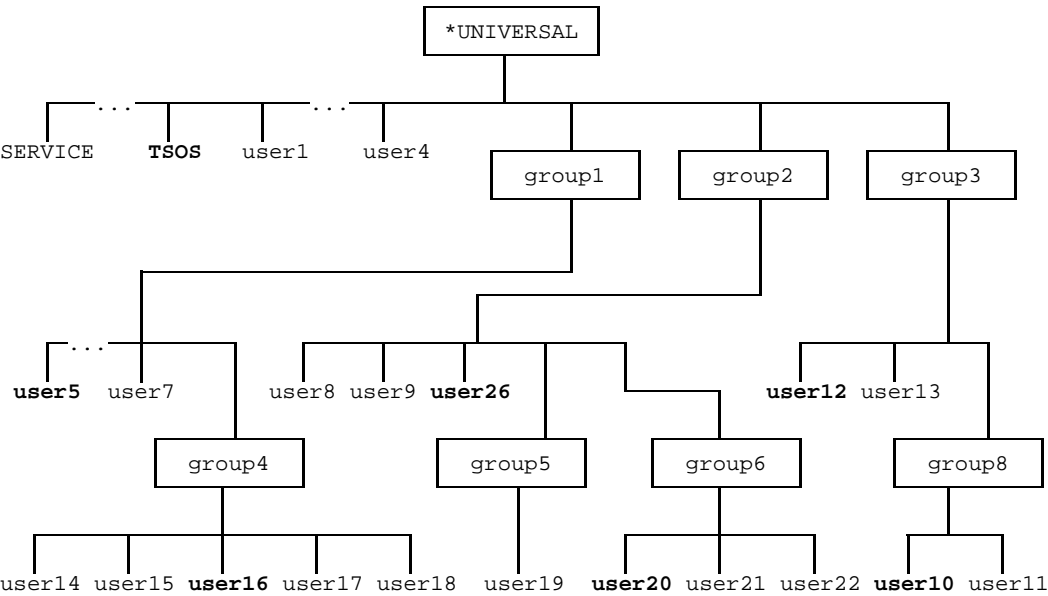 *UNIVERSAL
... ...
SERVICE TSOS user1 user4
group1 group2 group3
...
user5 user7 user8 user9 user26 user12 user13
group4 group5 group6 group8
user14 user15 user16 user17 user18 user19 user20 user21 user22 user10 user11